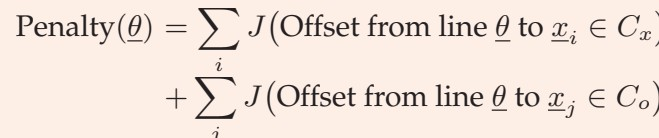 Penalty(θ) = ∑_i J(Offset from line θ to x_i ∈ C_x)
+ ∑_j J(Offset from line θ to x_j ∈ C_o)